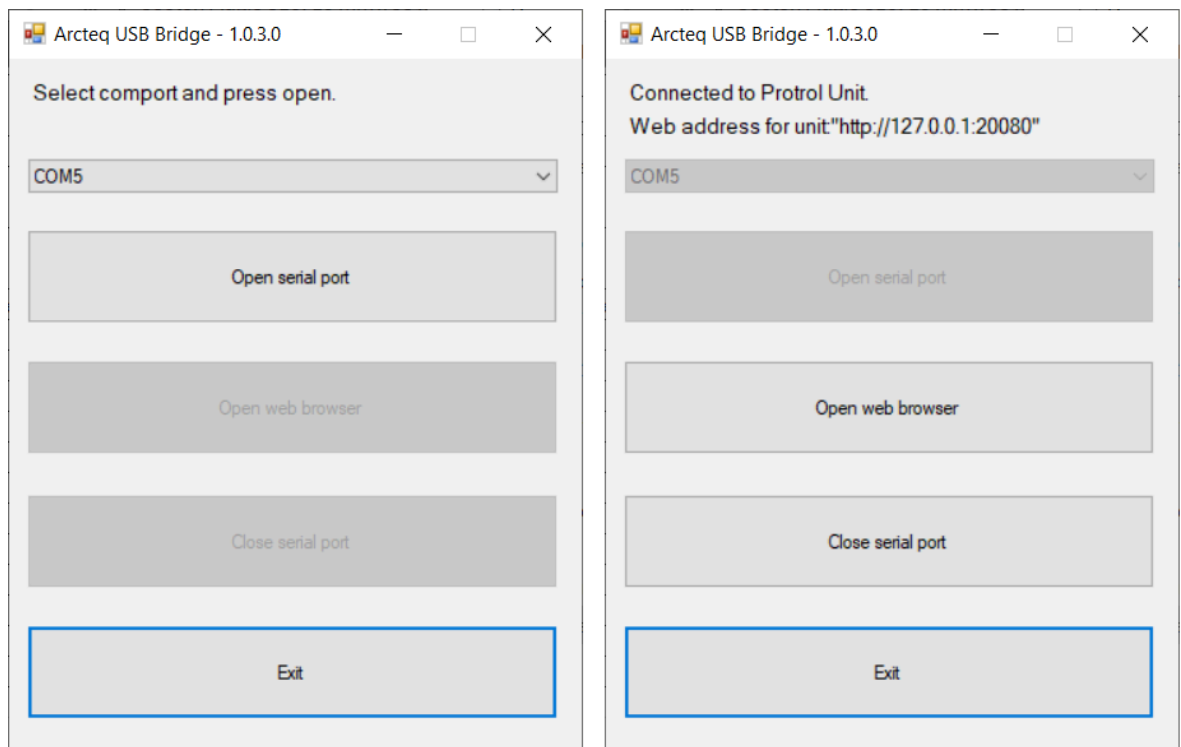 Arcteq USB Bridge - 1.0.3.0
Select comport and press open.
COM5
Open serial port
Open web browser
Close serial port
Exit
Arcteq USB Bridge - 1.0.3.0
Connected to Protrol Unit.
Web address for unit:"http://127.0.0.1:20080"
COM5
Open serial port
Open web browser
Close serial port
Exit